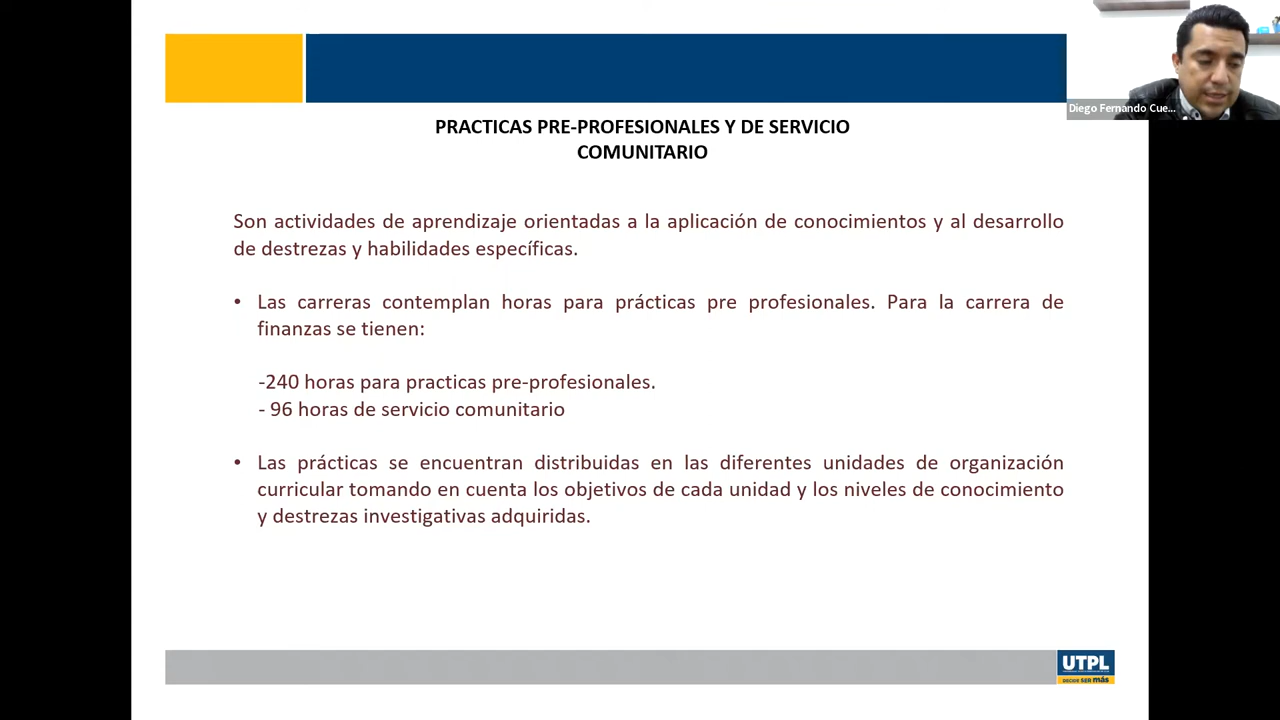 Diego Fernando Cue...
PRACTICAS PRE-PROFESIONALES Y DE SERVICIO
COMUNITARIO
Son actividades de aprendizaje orientadas a la aplicación de conocimientos y al desarrollo
de destrezas y habilidades específicas.
• Las carreras contemplan horas para prácticas pre profesionales. Para la carrera de
finanzas se tienen:
-240 horas para practicas pre-profesionales.
- 96 horas de servicio comunitario
• Las prácticas se encuentran distribuidas en las diferentes unidades de organización
curricular tomando en cuenta los objetivos de cada unidad y los niveles de conocimiento
y destrezas investigativas adquiridas.
UTPL
DECIDE SER más